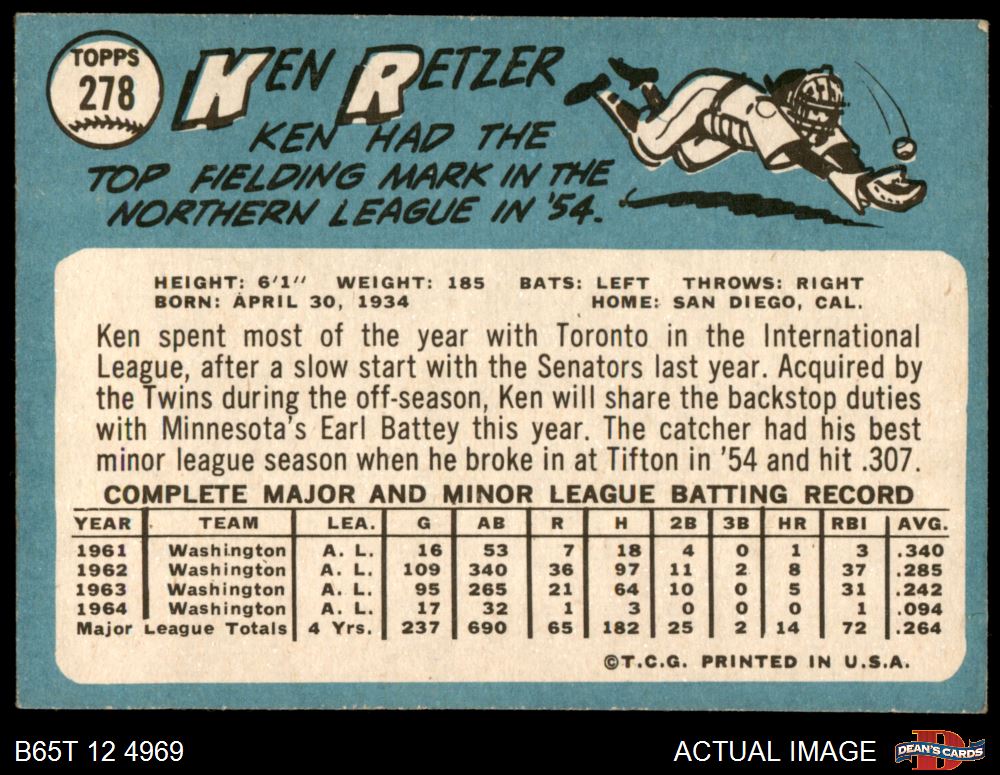 TOPPS
278
KEN RETZER
KEN HAD THE
TOP FIELDING MARK IN THE
NORTHERN LEAGUE IN '54.
HEIGHT: 6'1" WEIGHT: 185 BATS: LEFT THROWS: RIGHT
BORN: APRIL 30, 1934 HOME: SAN DIEGO, CAL.
Ken spent most of the year with Toronto in the International
League, after a slow start with the Senators last year. Acquired by
the Twins during the off-season, Ken will share the backstop duties
with Minnesota's Earl Battey this year. The catcher had his best
minor league season when he broke in at Tifton in '54 and hit .307.
COMPLETE MAJOR AND MINOR LEAGUE BATTING RECORD
YEAR TEAM LEA. G AB R H 2B 3B HR RBI AVG.
1961 Washington A. L. 16 53 7 18 4 0 1 3 .340
1962 Washington A. L. 109 340 36 97 11 2 8 37 .285
1963 Washington A. L. 95 265 21 64 10 0 5 31 .242
1964 Washington A. L. 17 32 1 3 0 0 0 1 .094
Major League Totals 4 Yrs. 237 690 65 182 25 2 14 72 .264
©T.C.G. PRINTED IN U.S.A.
B65T 12 4969 ACTUAL IMAGE DEAN'S CARDS